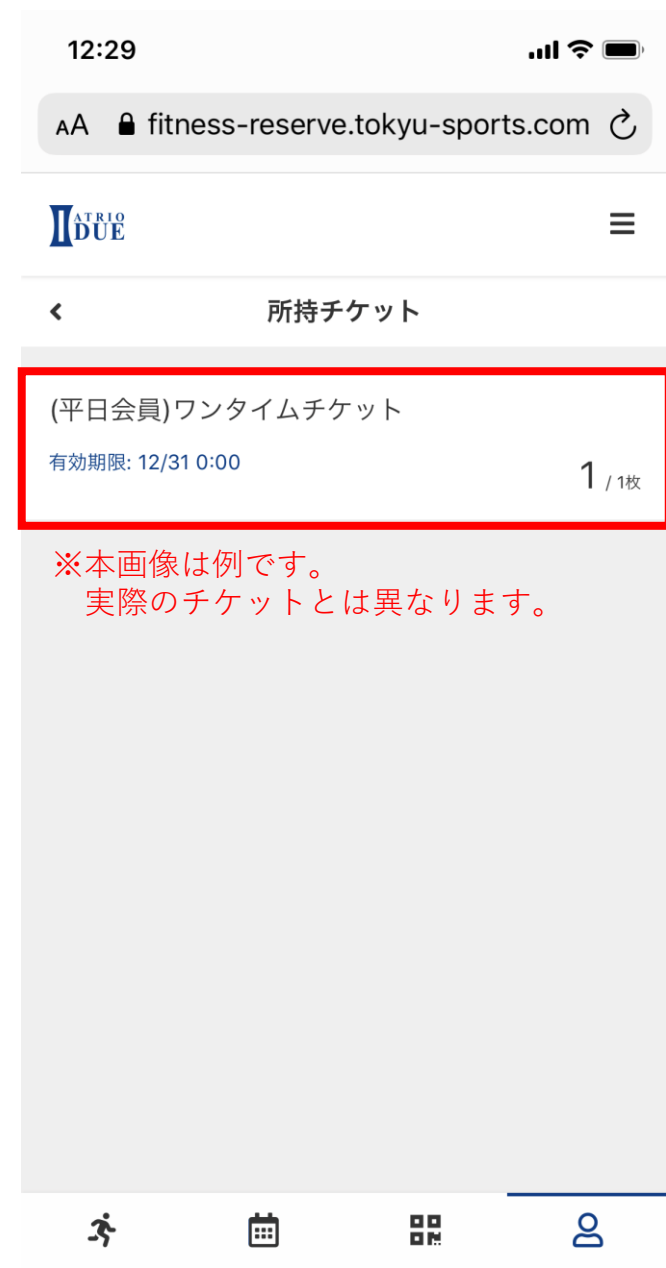 12:29
AA fitness-reserve.tokyu-sports.com
ATRIO
DUE
所持チケット
(平日会員)ワンタイムチケット
有効期限: 12/31 0:00
1 / 1枚
※本画像は例です。
実際のチケットとは異なります。